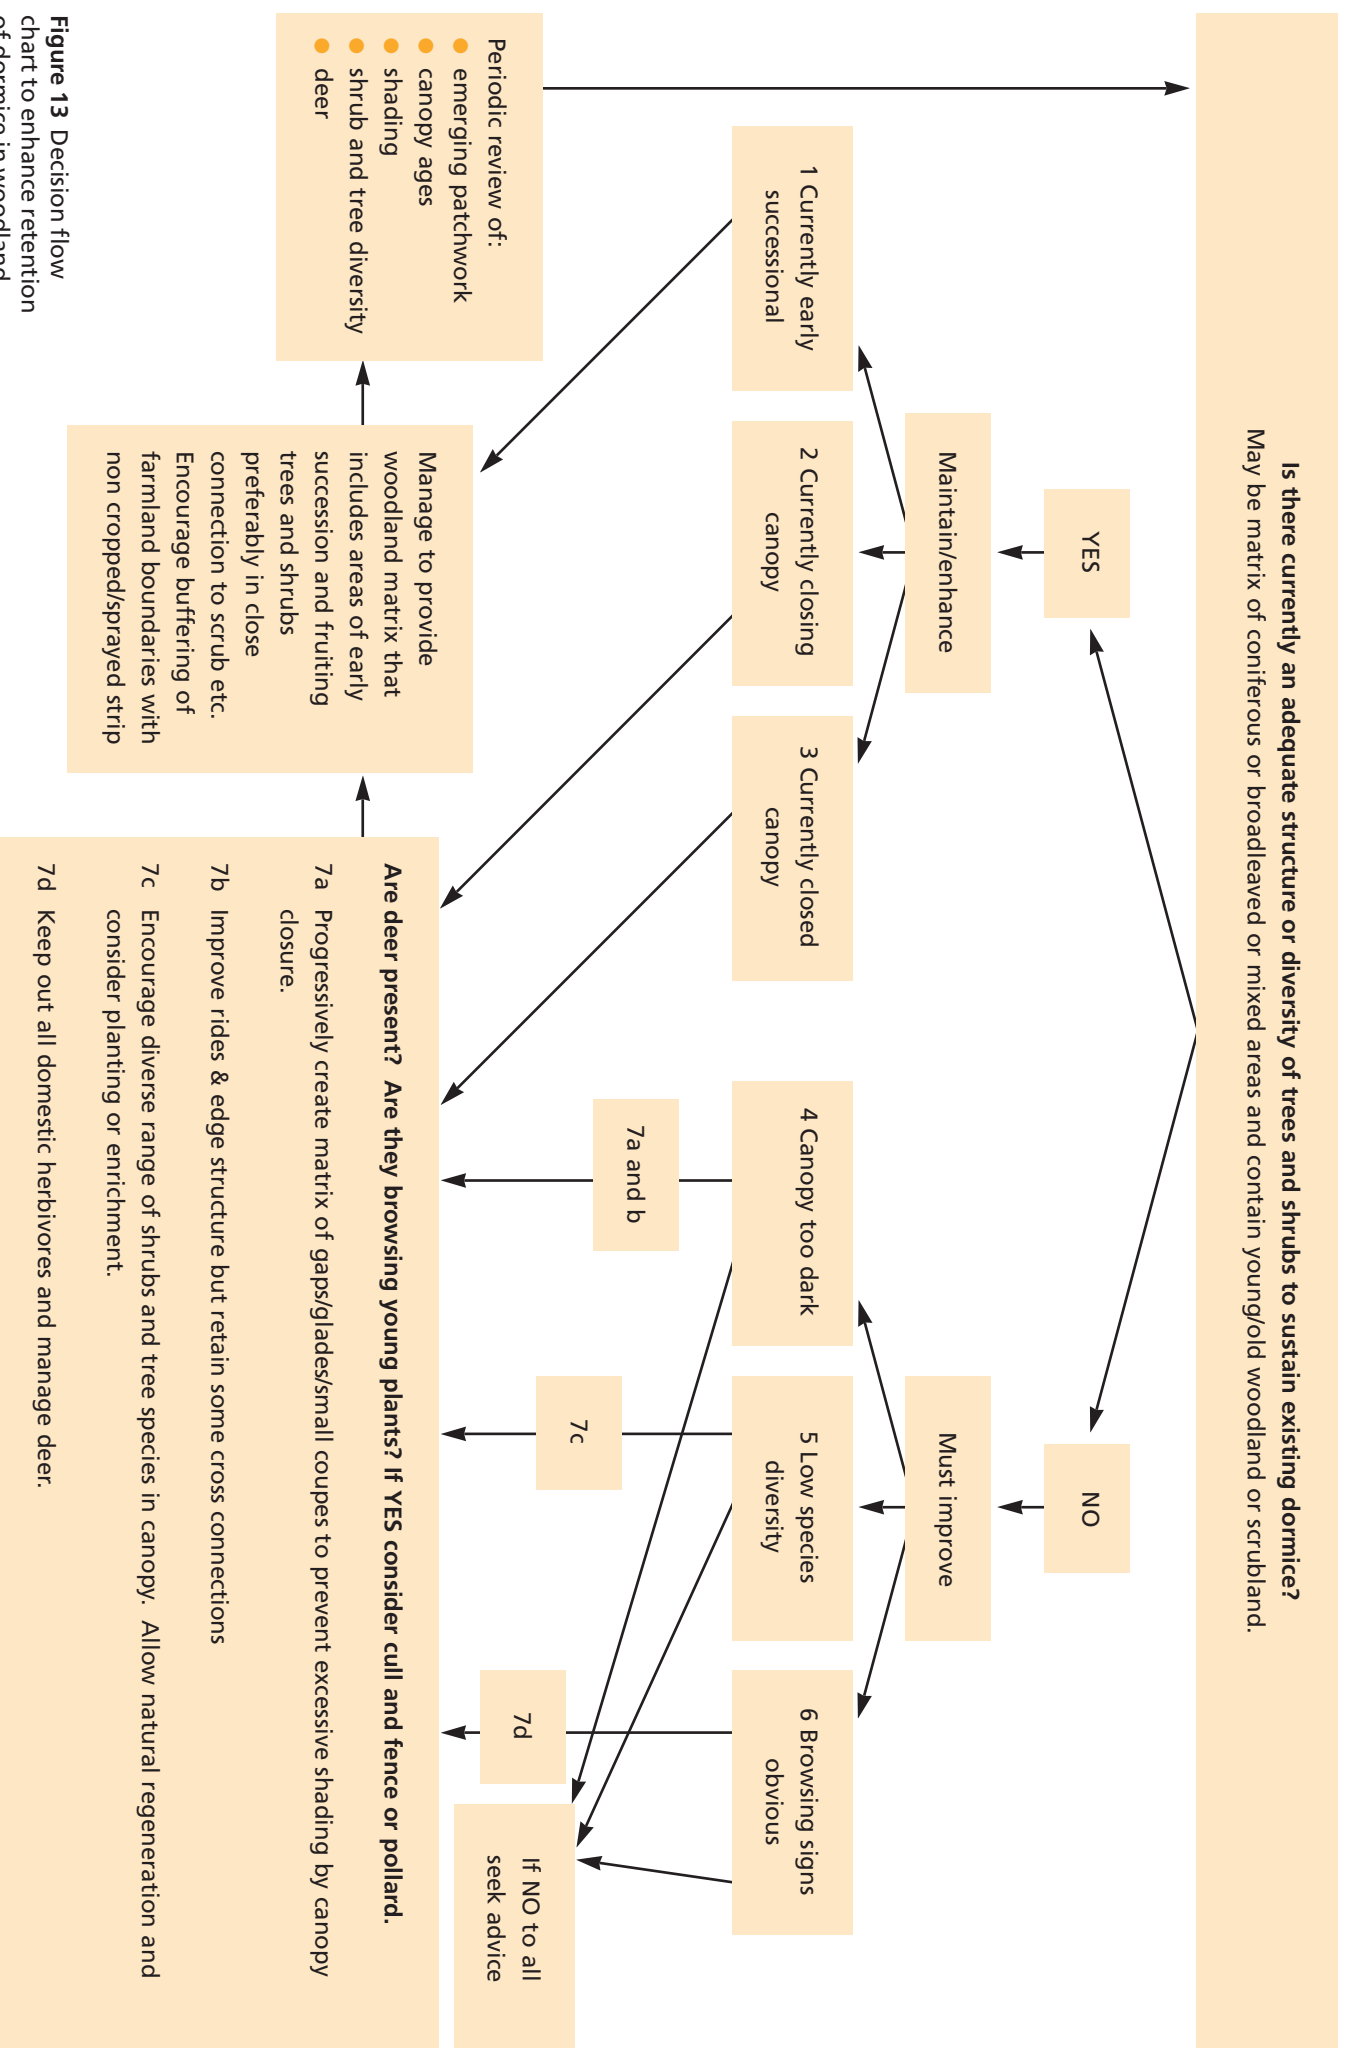 Is there currently an adequate structure or diversity of trees and shrubs to sustain existing dormice?
May be matrix of coniferous or broadleaved or mixed areas and contain young/old woodland or scrubland.
YES
NO
Maintain/enhance
Must improve
1 Currently early
successional
2 Currently closing
canopy
3 Currently closed
canopy
4 Canopy too dark
5 Low species
diversity
6 Browsing signs
obvious
7a and b
7c
7d
If NO to all
seek advice
Periodic review of:
● emerging patchwork
● canopy ages
● shading
● shrub and tree diversity
● deer
Manage to provide
woodland matrix that
includes areas of early
succession and fruiting
trees and shrubs
preferably in close
connection to scrub etc.
Encourage buffering of
farmland boundaries with
non cropped/sprayed strip
Are deer present? Are they browsing young plants? If YES consider cull and fence or pollard.
7a Progressively create matrix of gaps/glades/small coupes to prevent excessive shading by canopy
closure.
7b Improve rides & edge structure but retain some cross connections
7c Encourage diverse range of shrubs and tree species in canopy. Allow natural regeneration and
consider planting or enrichment.
7d Keep out all domestic herbivores and manage deer.
Figure 13 Decision flow
chart to enhance retention
of dormice in woodland